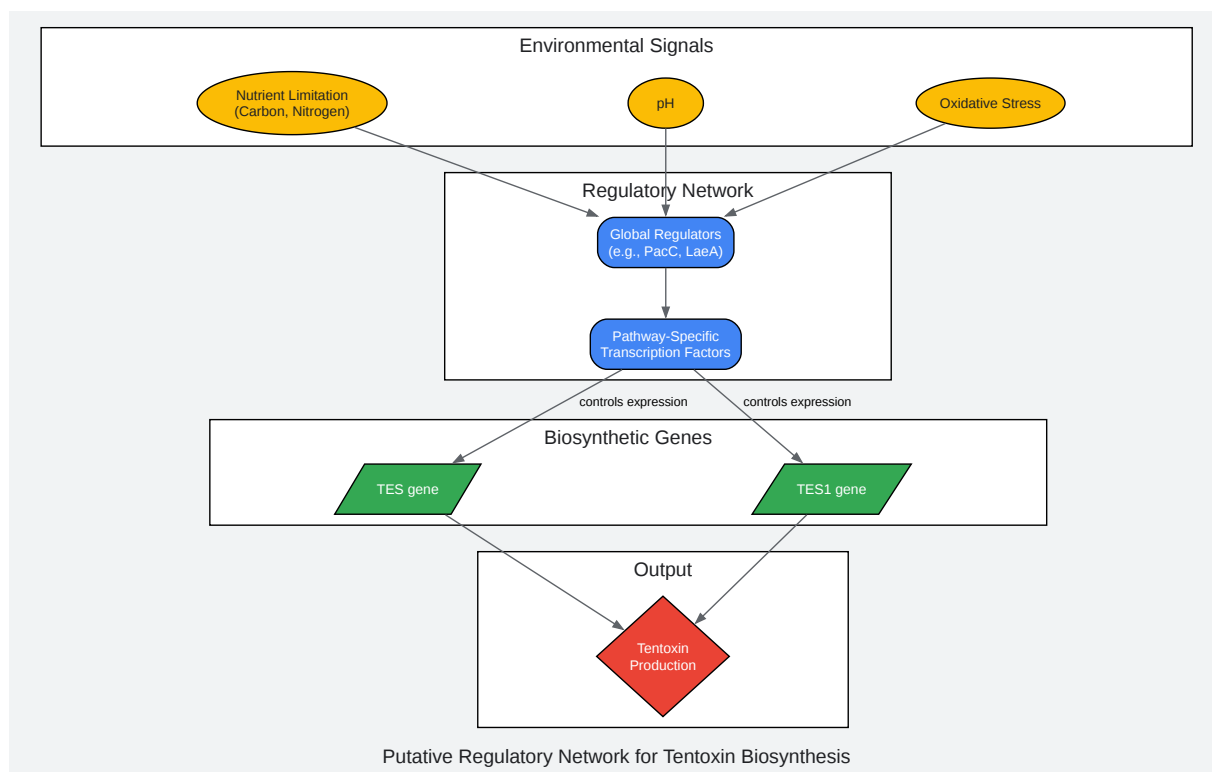 Environmental Signals
Nutrient Limitation
(Carbon, Nitrogen)
pH
Oxidative Stress
Regulatory Network
Global Regulators
(e.g., PacC, LaeA)
Pathway-Specific
Transcription Factors
controls expression
controls expression
Biosynthetic Genes
TES gene
TES1 gene
Output
Tentoxin
Production
Putative Regulatory Network for Tentoxin Biosynthesis